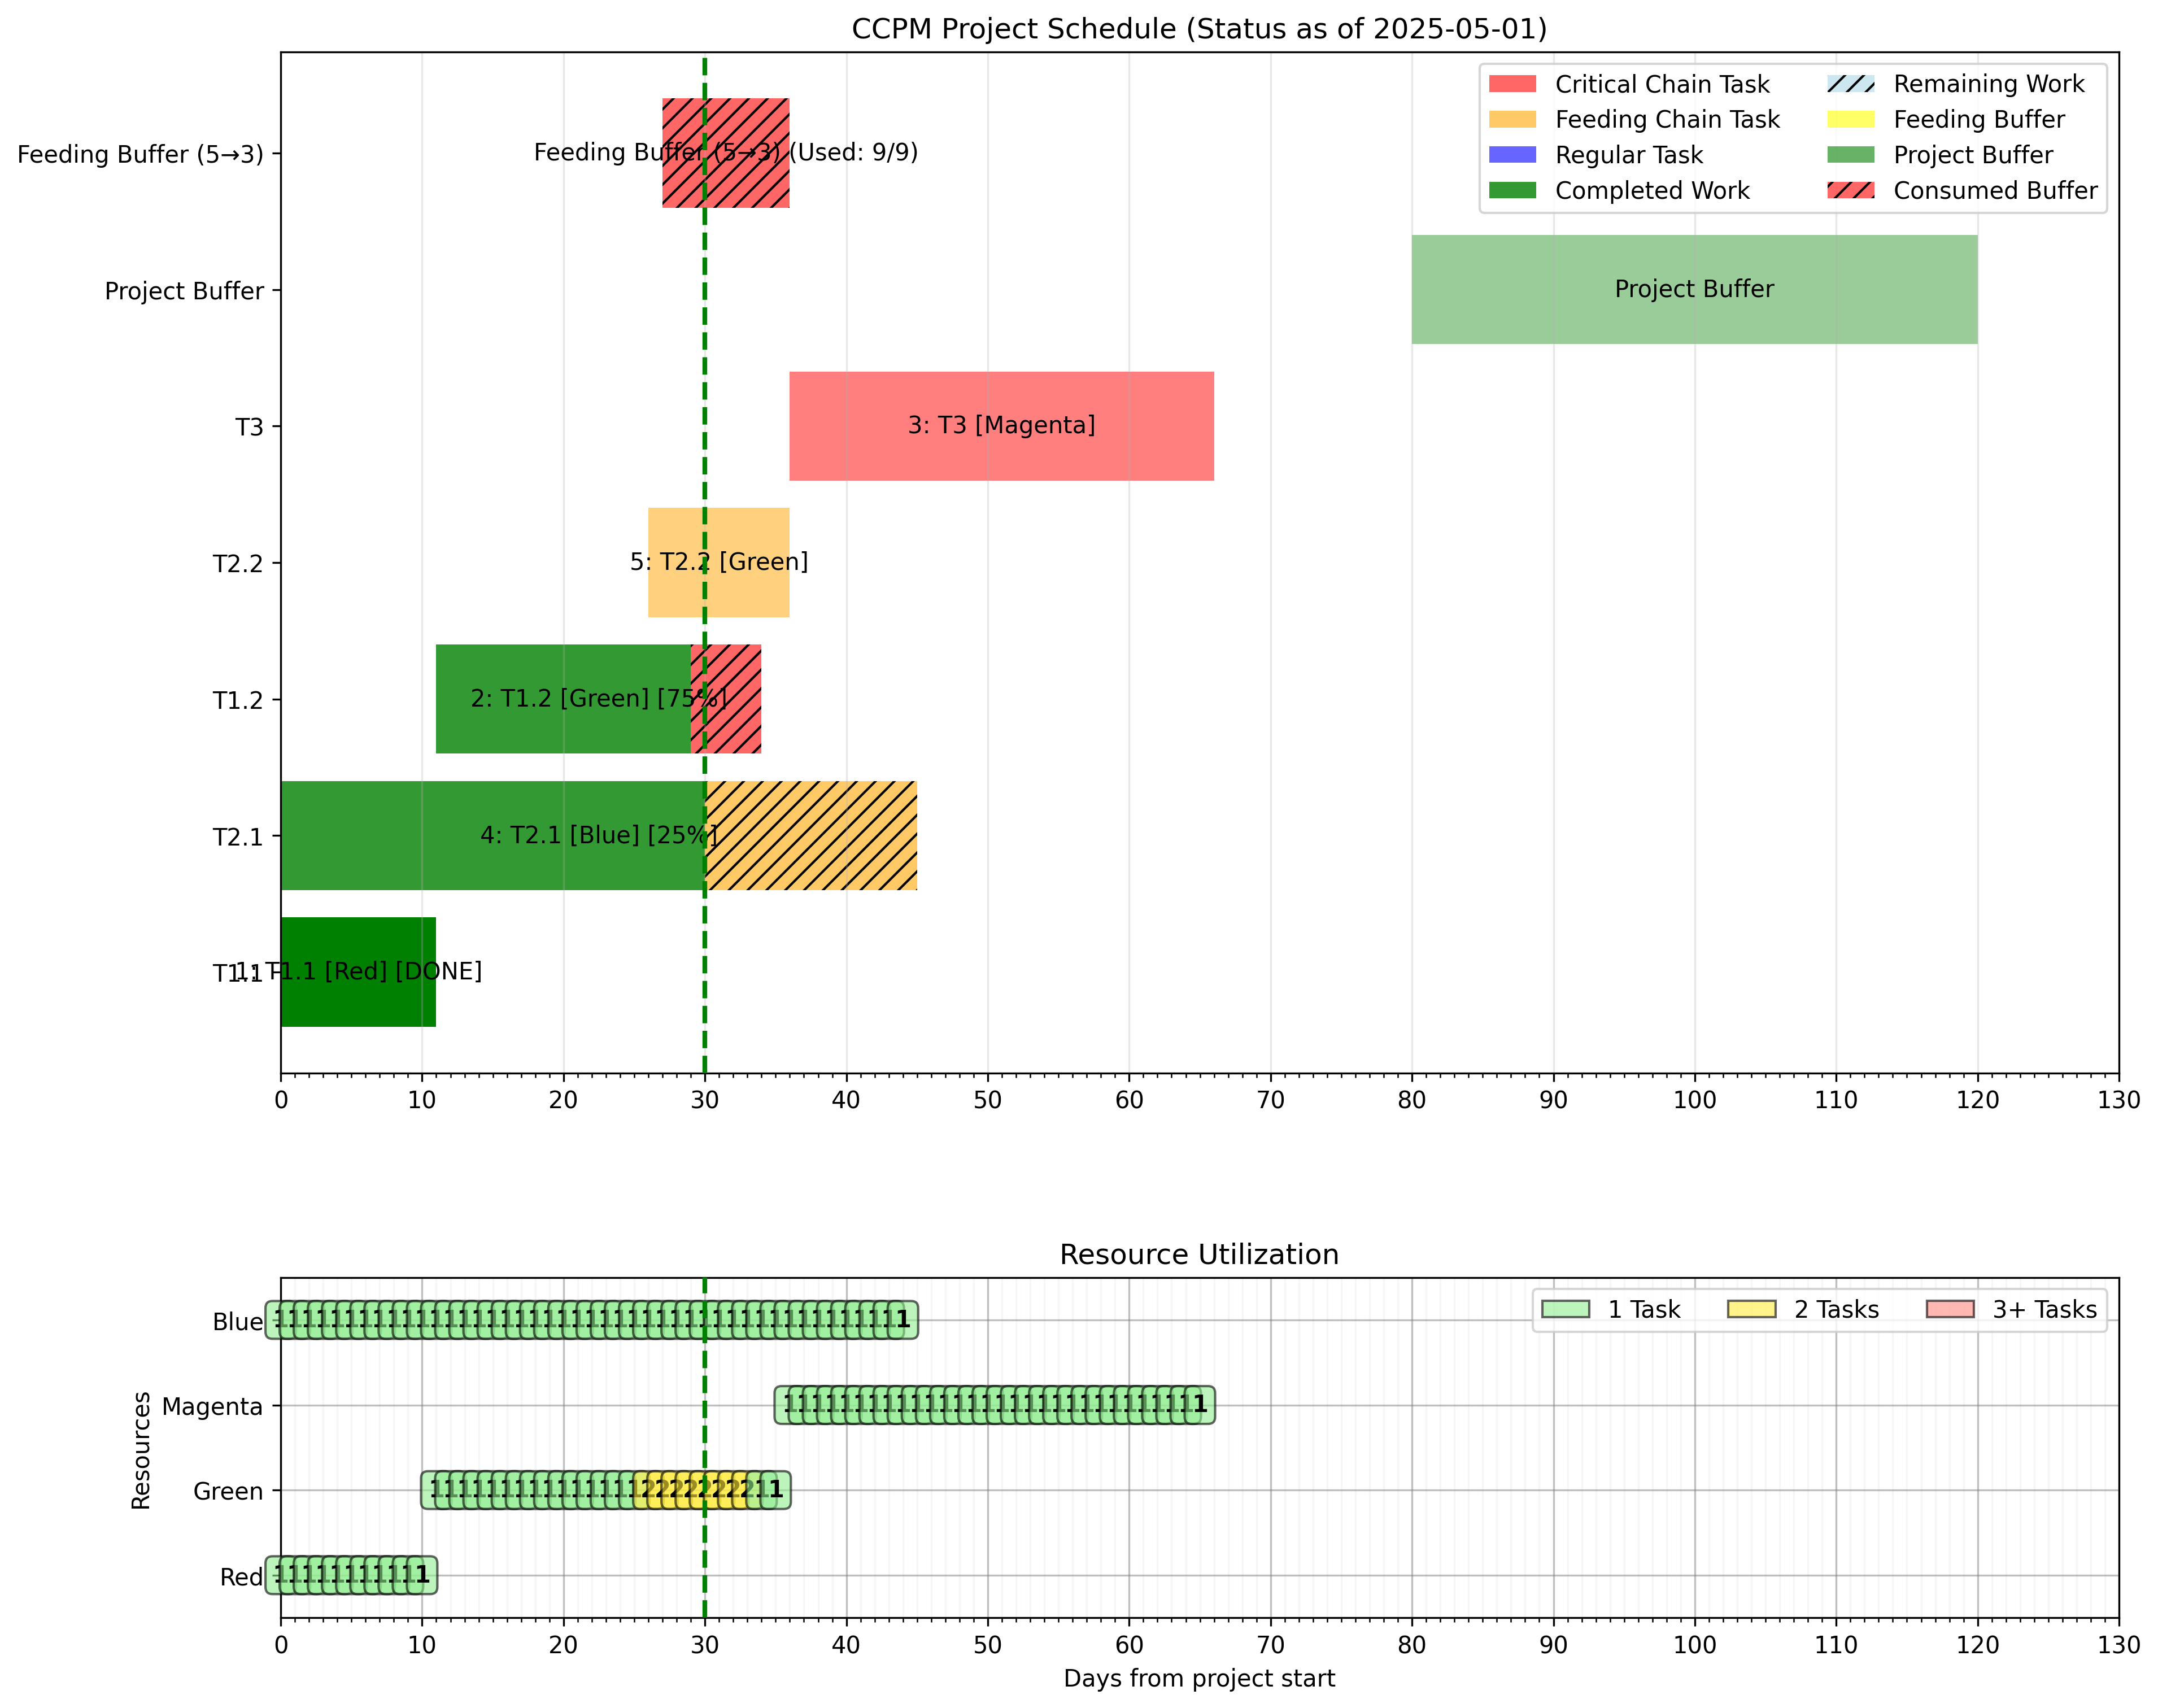 CCPM Project Schedule (Status as of 2025-05-01)
Critical Chain Task
Feeding Chain Task
Regular Task
Completed Work
Remaining Work
Feeding Buffer
Project Buffer
Consumed Buffer
Feeding Buffer (5→3)
Feeding Buffer (5→3) (Used: 9/9)
Project Buffer
Project Buffer
T3
3: T3 [Magenta]
T2.2
5: T2.2 [Green]
T1.2
2: T1.2 [Green] [75%]
T2.1
4: T2.1 [Blue] [25%]
T1.1
1: T1.1 [Red] [DONE]
0 10 20 30 40 50 60 70 80 90 100 110 120 130
Resource Utilization
1 Task 2 Tasks 3+ Tasks
Resources
Blue
Magenta
Green
Red
0 10 20 30 40 50 60 70 80 90 100 110 120 130
Days from project start